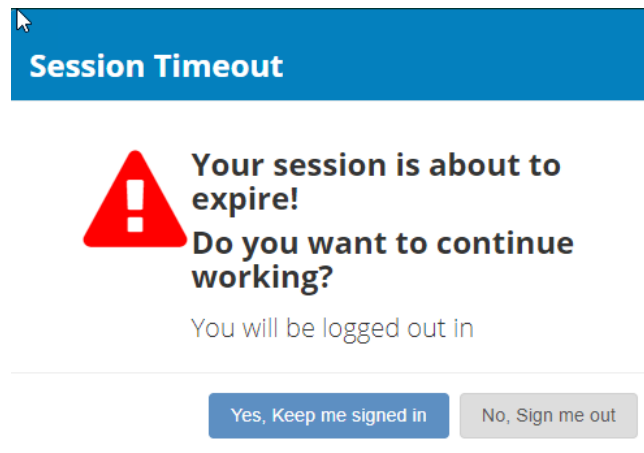 Session Timeout
Your session is about to
expire!
Do you want to continue
working?
You will be logged out in
Yes, Keep me signed in
No, Sign me out